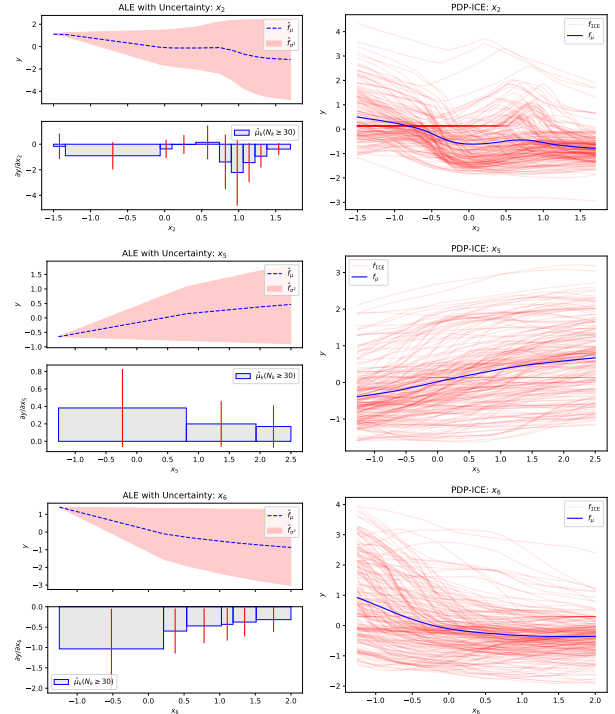 ALE with Uncertainty: x₂
y
2
0
−2
−4
f̂_μ
f̂_σ²
∂y/∂x₂
0
−2
−4
μ̂_k(N_k ≥ 30)
−1.5 −1.0 −0.5 0.0 0.5 1.0 1.5
x₂
PDP-ICE: x₂
y
4
3
2
1
0
−1
−2
−3
f_ICE
f_μ
−1.0 −0.5 0.0 0.5 1.0 1.5
x₂
ALE with Uncertainty: x₅
y
1.5
1.0
0.5
0.0
−0.5
−1.0
f̂_μ
f̂_σ²
∂y/∂x₅
0.8
0.6
0.4
0.2
0.0
μ̂_k(N_k ≥ 30)
−1.0 −0.5 0.0 0.5 1.0 1.5 2.0 2.5
x₅
PDP-ICE: x₅
y
3
2
1
0
−1
f_ICE
f_μ
−1.0 −0.5 0.0 0.5 1.0 1.5 2.0 2.5
x₅
ALE with Uncertainty: x₆
y
1
0
−1
−2
−3
f̂_μ
f̂_σ²
∂y/∂x₆
0.0
−0.5
−1.0
−1.5
−2.0
μ̂_k(N_k ≥ 30)
−1.0 −0.5 0.0 0.5 1.0 1.5 2.0
x₆
PDP-ICE: x₆
y
4
3
2
1
0
−1
−2
f_ICE
f_μ
−1.0 −0.5 0.0 0.5 1.0 1.5 2.0
x₆